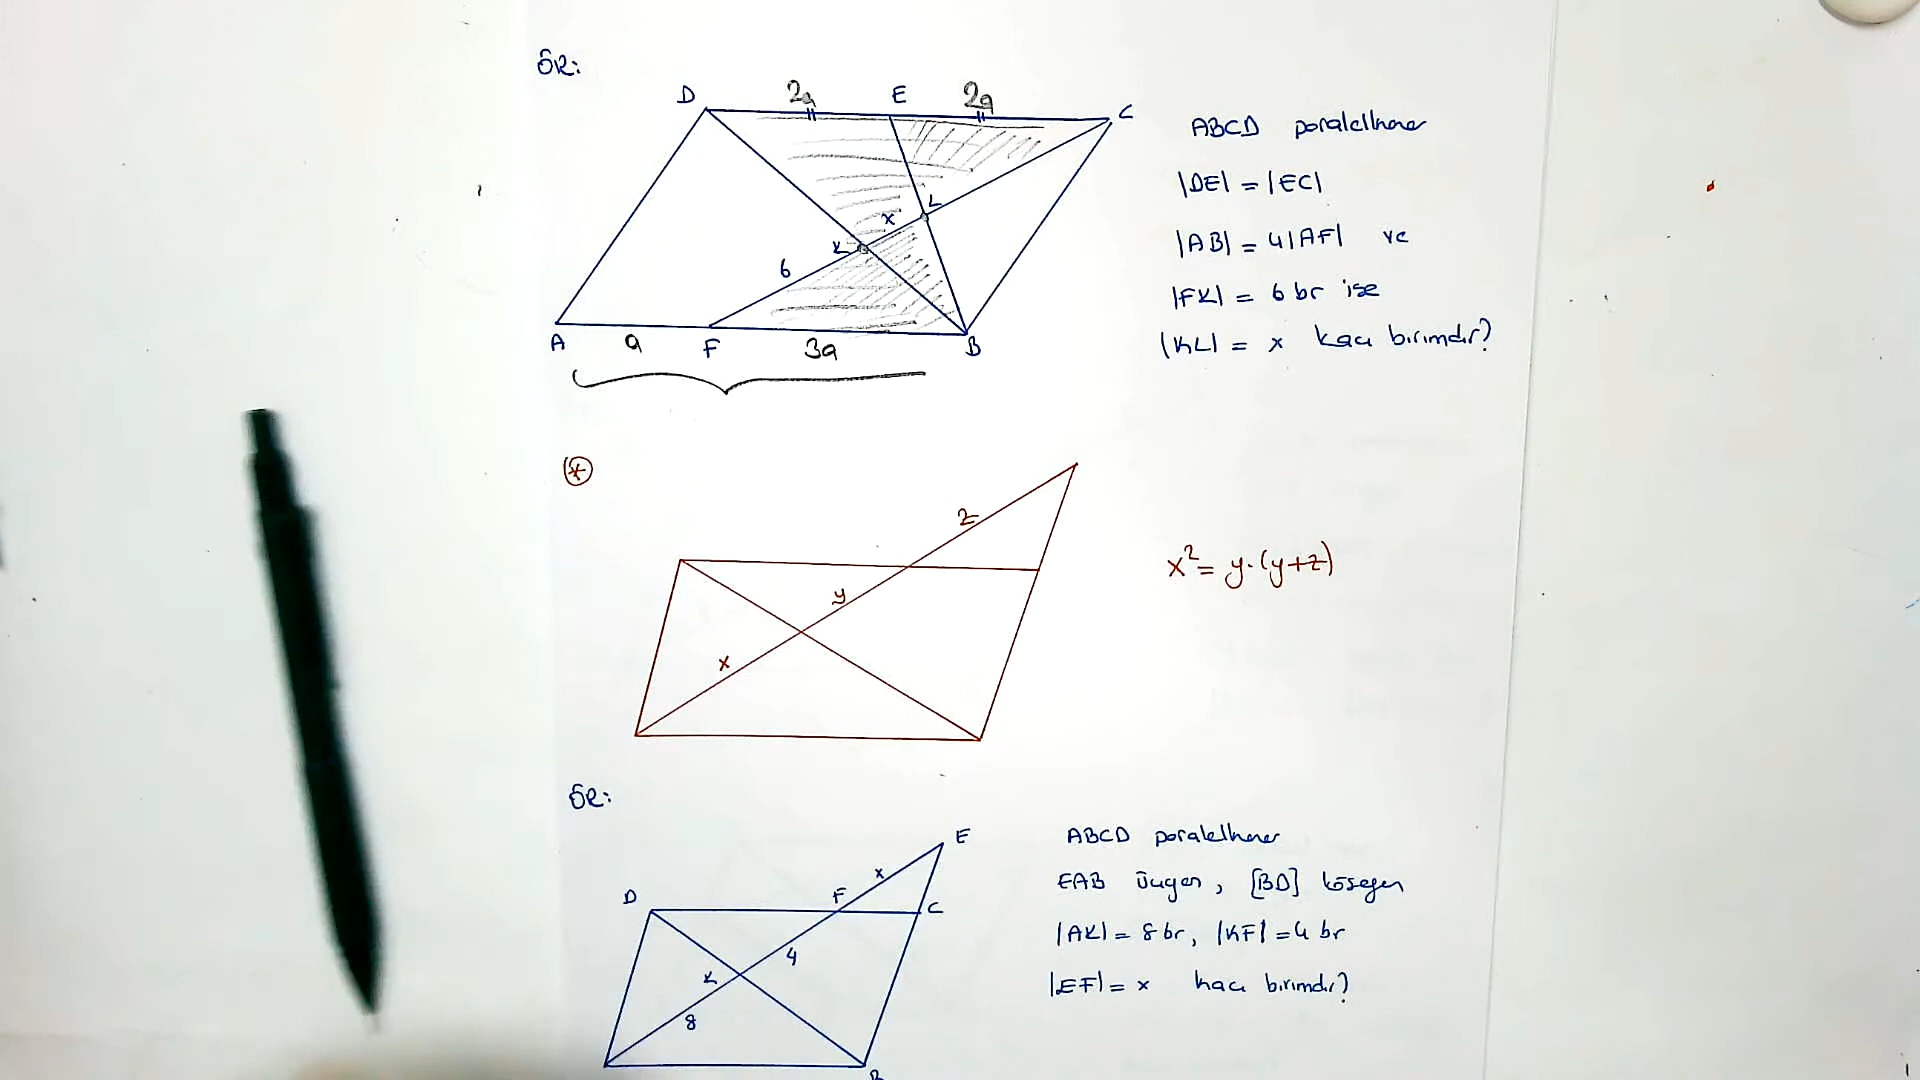 ÖR:
D 2a E 2a C
x L
K
6
A a F 3a B
ABCD paralelkenar
|DE| = |EC|
|AB| = 4|AF| ve
|FK| = 6 br ise
|KL| = x kaç birimdir?
*
z
y
x
x² = y·(y+z)
ÖR:
E
x
D F C
4
K
8
B
ABCD paralelkenar
EAB üçgen, [BD] köşegen
|AK| = 8 br, |KF| = 4 br
|EF| = x kaç birimdir?